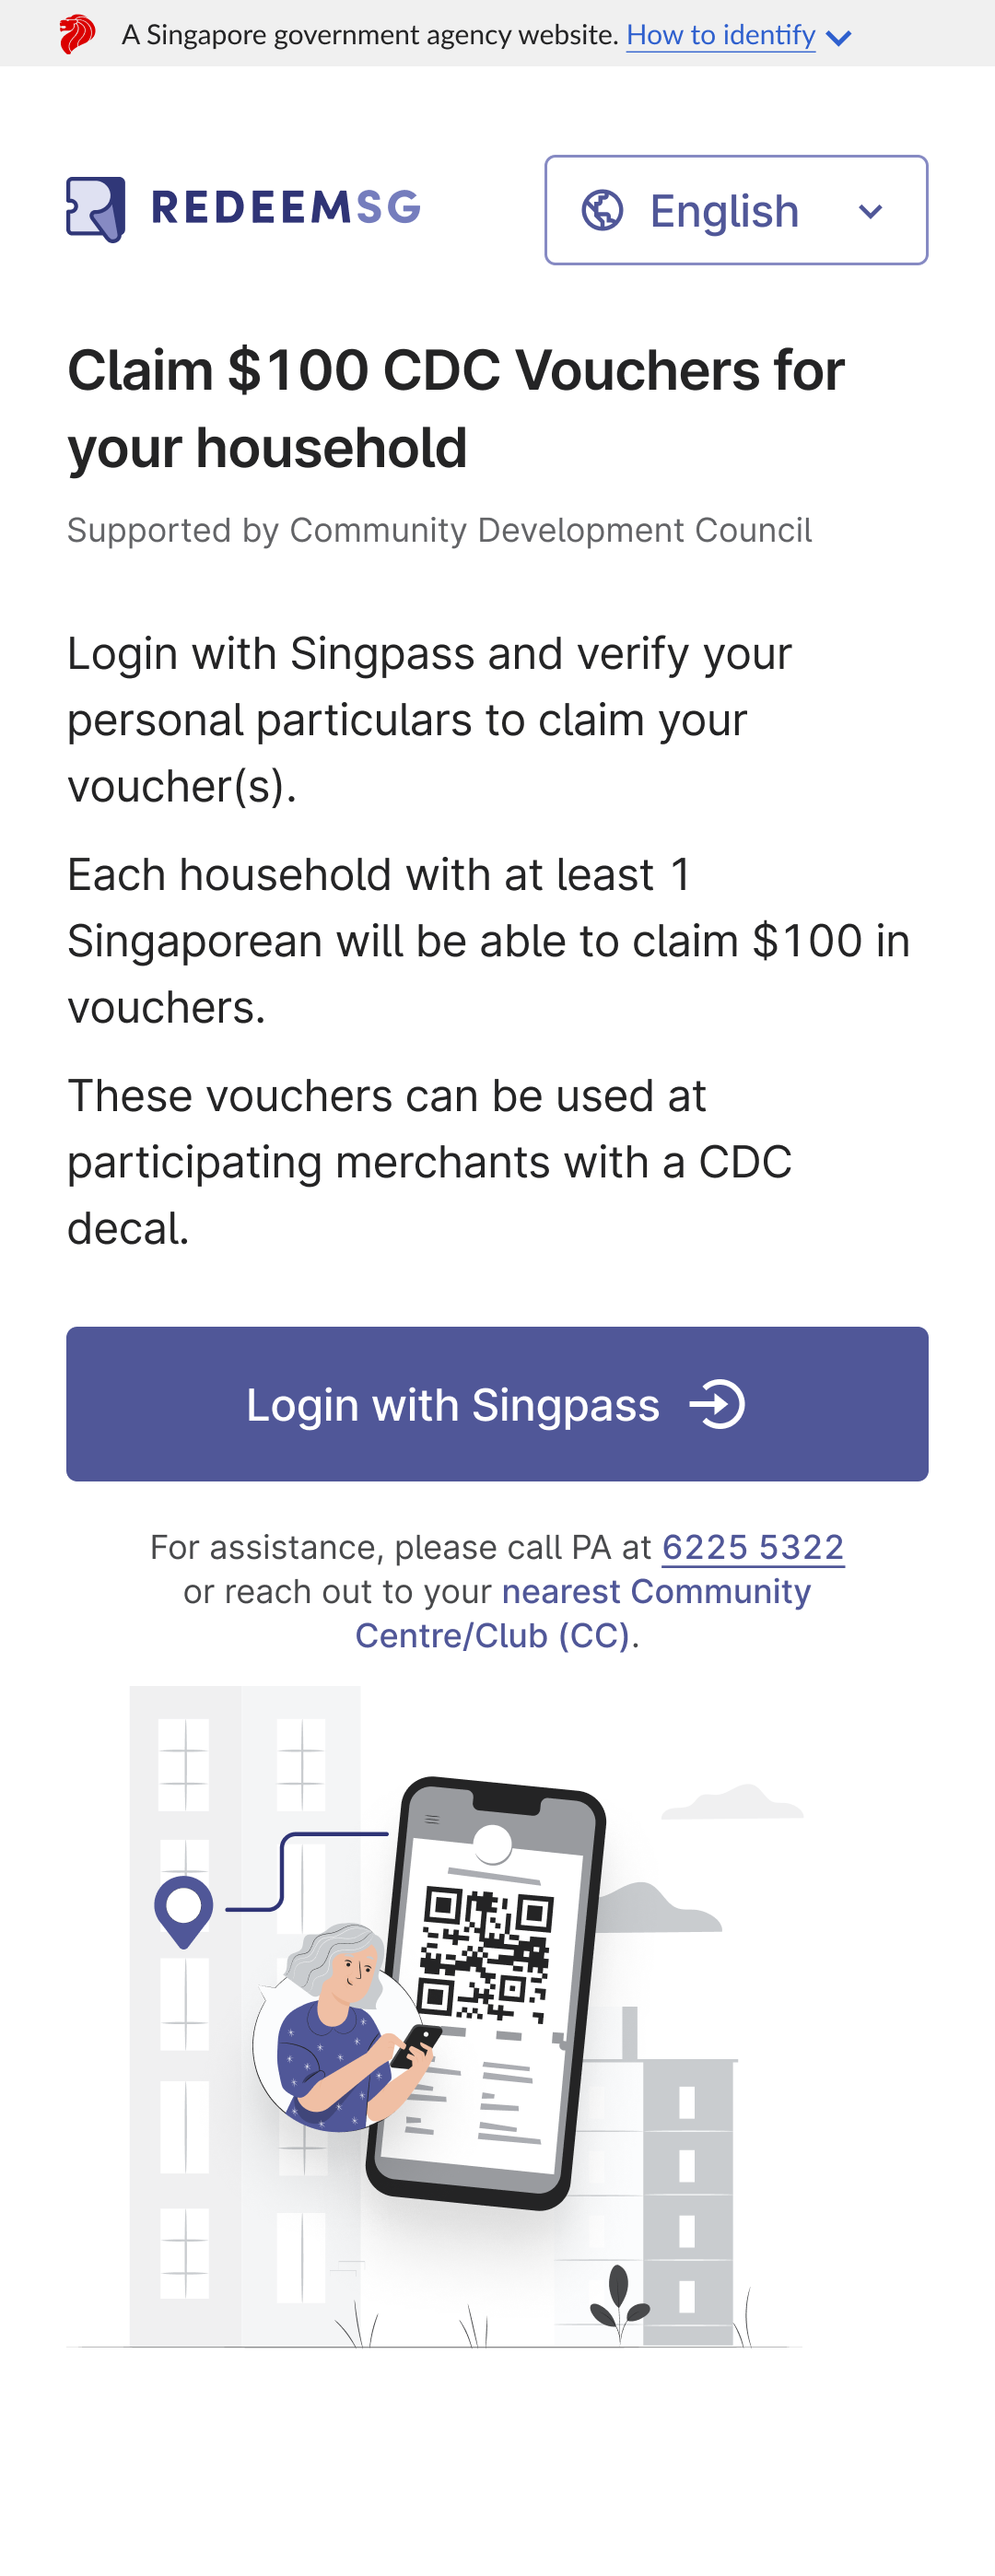 A Singapore government agency website. How to identify
REDEEMSG
English
Claim $100 CDC Vouchers for
your household
Supported by Community Development Council
Login with Singpass and verify your
personal particulars to claim your
voucher(s).
Each household with at least 1
Singaporean will be able to claim $100 in
vouchers.
These vouchers can be used at
participating merchants with a CDC
decal.
Login with Singpass
For assistance, please call PA at 6225 5322
or reach out to your nearest Community
Centre/Club (CC).